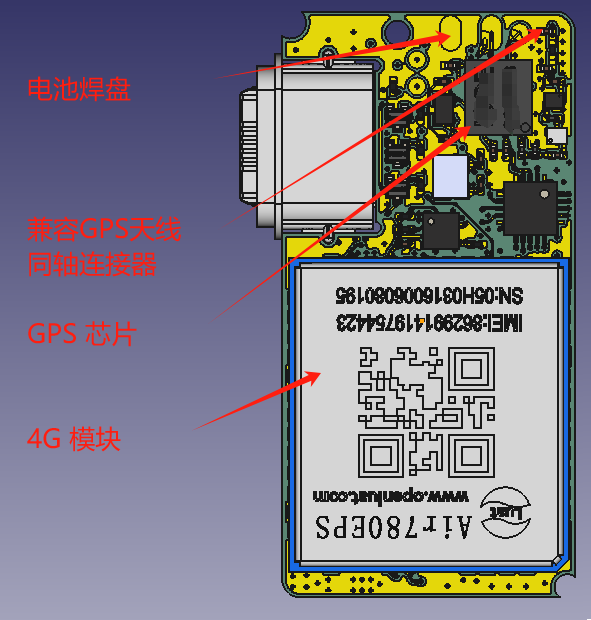 电池焊盘
兼容GPS天线
同轴连接器
GPS 芯片
4G 模块
SN:05H0316006080195
IMEI:862991419754423
www.openluat.com
Luat
Air780EPS